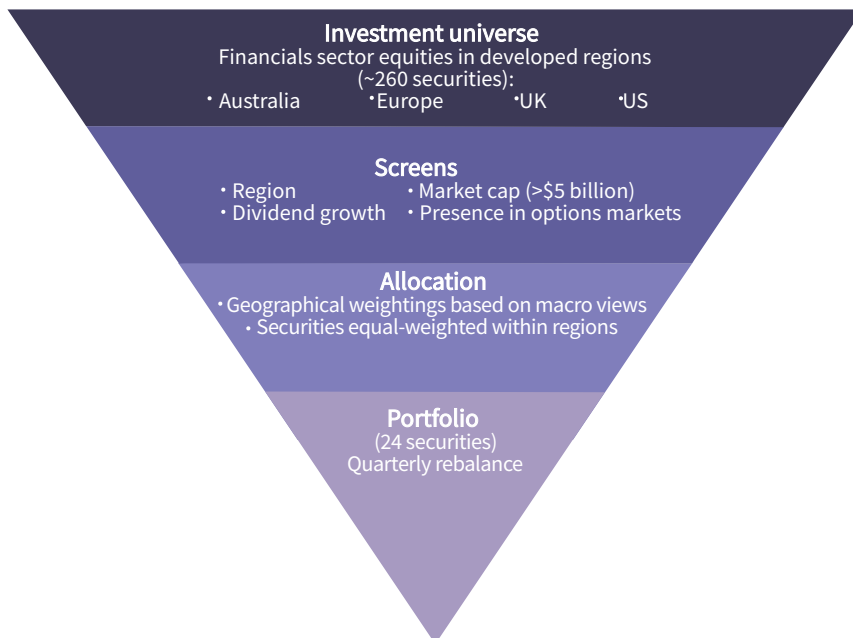 Investment universe
Financials sector equities in developed regions
(~260 securities):
• Australia •Europe •UK •US
Screens
• Region • Market cap (>$5 billion)
• Dividend growth • Presence in options markets
Allocation
• Geographical weightings based on macro views
• Securities equal-weighted within regions
Portfolio
(24 securities)
Quarterly rebalance